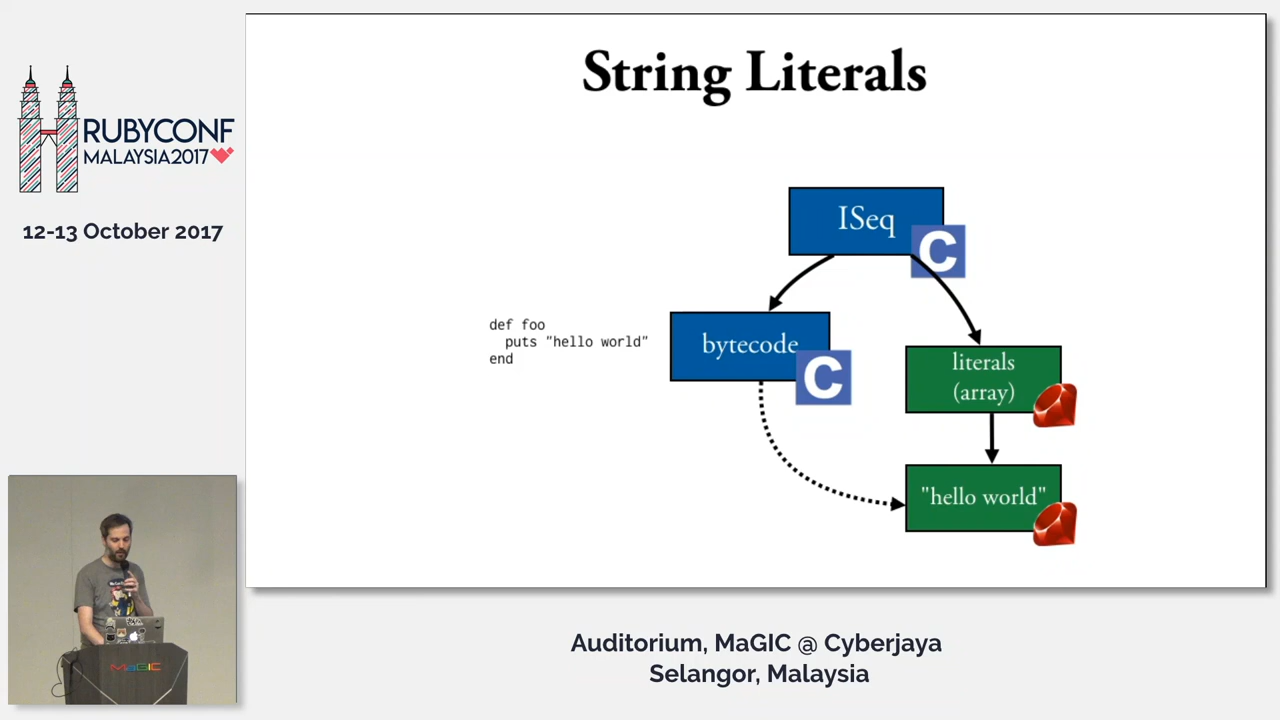 RUBYCONF
MALAYSIA2017
12-13 October 2017
String Literals
ISeq
C
def foo
puts "hello world"
end
bytecode
C
literals
(array)
"hello world"
MaGIC
Auditorium, MaGIC @ Cyberjaya
Selangor, Malaysia